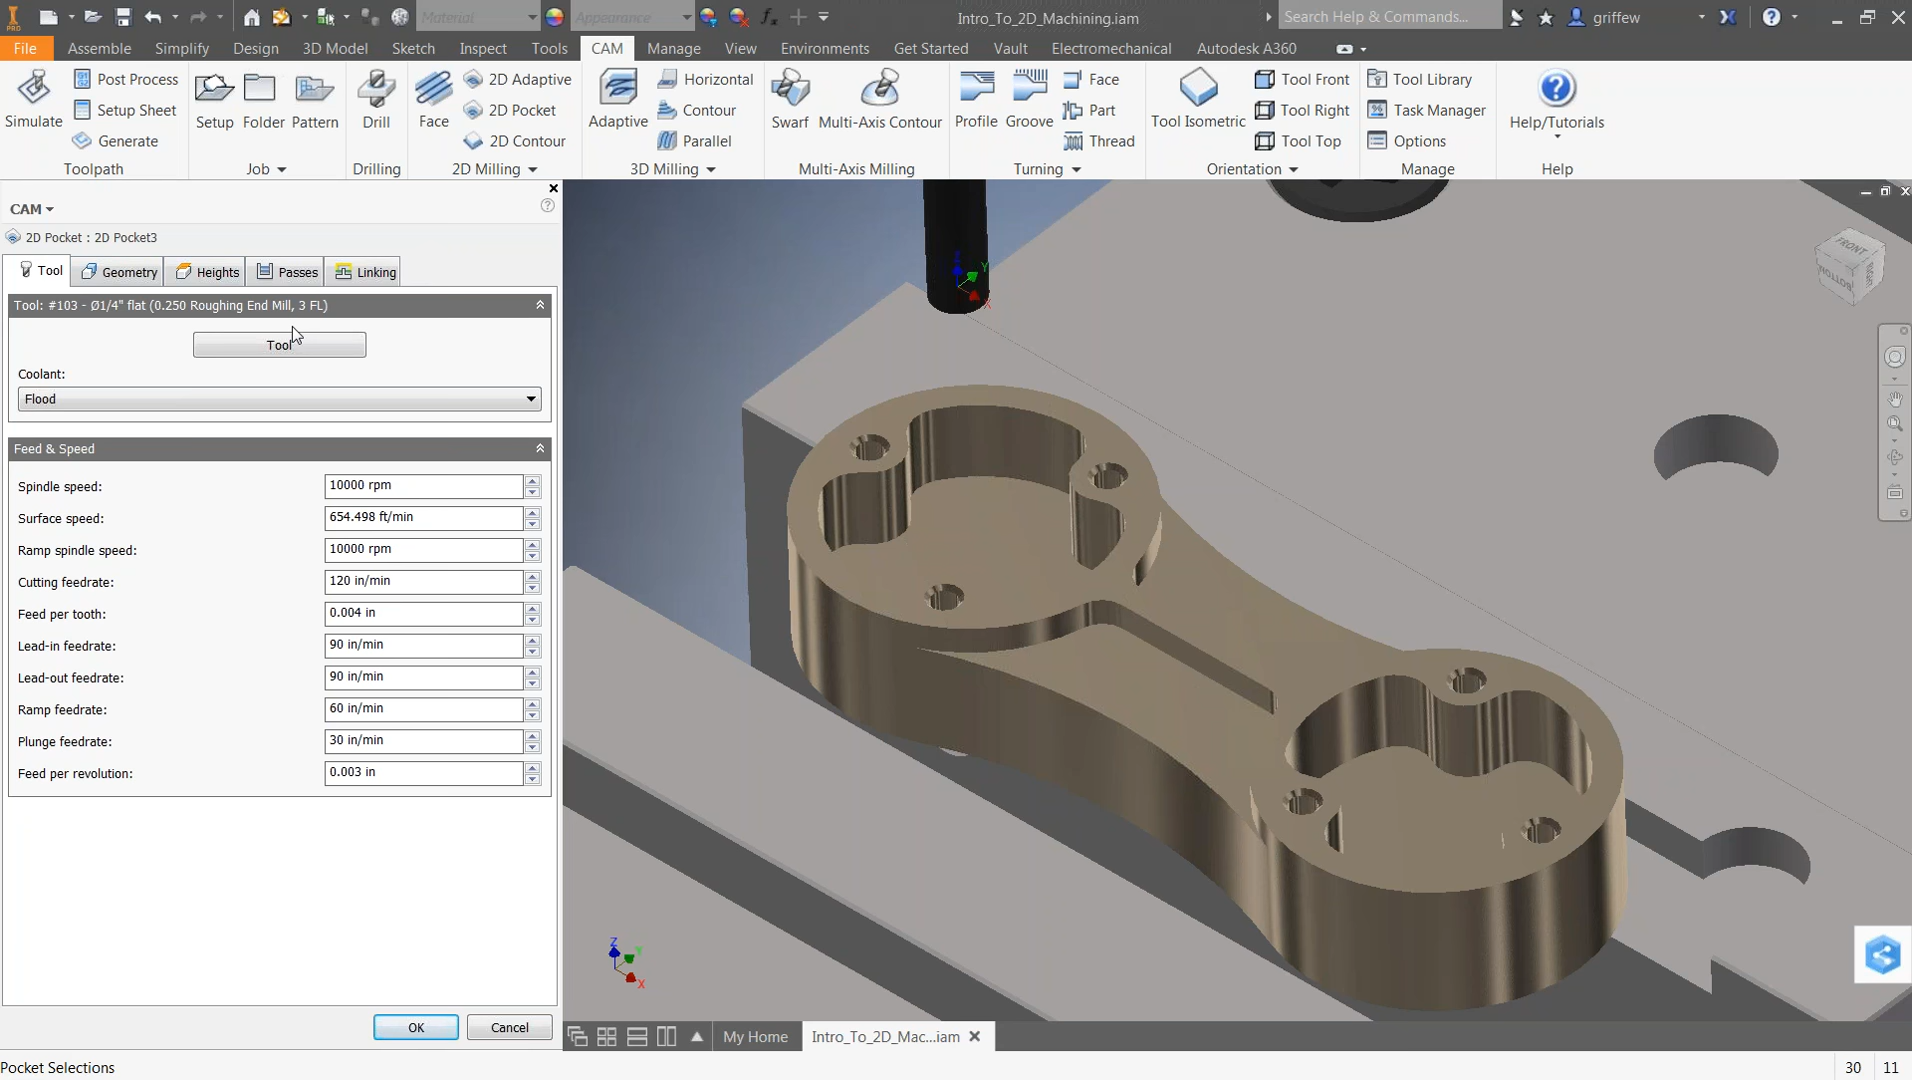 PRO
Material
Appearance
Intro_To_2D_Machining.iam
Search Help & Commands...
griffew
File
Assemble
Simplify
Design
3D Model
Sketch
Inspect
Tools
CAM
Manage
View
Environments
Get Started
Vault
Electromechanical
Autodesk A360
Simulate
Post Process
Setup Sheet
Generate
Toolpath
Setup
Folder
Pattern
Job
Drill
Drilling
Face
2D Adaptive
2D Pocket
2D Contour
2D Milling
Adaptive
Horizontal
Contour
Parallel
3D Milling
Swarf
Multi-Axis Contour
Multi-Axis Milling
Profile
Groove
Face
Part
Thread
Turning
Tool Isometric
Tool Front
Tool Right
Tool Top
Orientation
Tool Library
Task Manager
Options
Manage
Help/Tutorials
Help
CAM
2D Pocket : 2D Pocket3
Tool
Geometry
Heights
Passes
Linking
Tool: #103 - Ø1/4" flat (0.250 Roughing End Mill, 3 FL)
Tool
Coolant:
Flood
Feed & Speed
Spindle speed: 10000 rpm
Surface speed: 654.498 ft/min
Ramp spindle speed: 10000 rpm
Cutting feedrate: 120 in/min
Feed per tooth: 0.004 in
Lead-in feedrate: 90 in/min
Lead-out feedrate: 90 in/min
Ramp feedrate: 60 in/min
Plunge feedrate: 30 in/min
Feed per revolution: 0.003 in
OK
Cancel
FRONT
RIGHT
BOTTOM
Y
X
Z
X
My Home
Intro_To_2D_Mac...iam
Pocket Selections
30
11